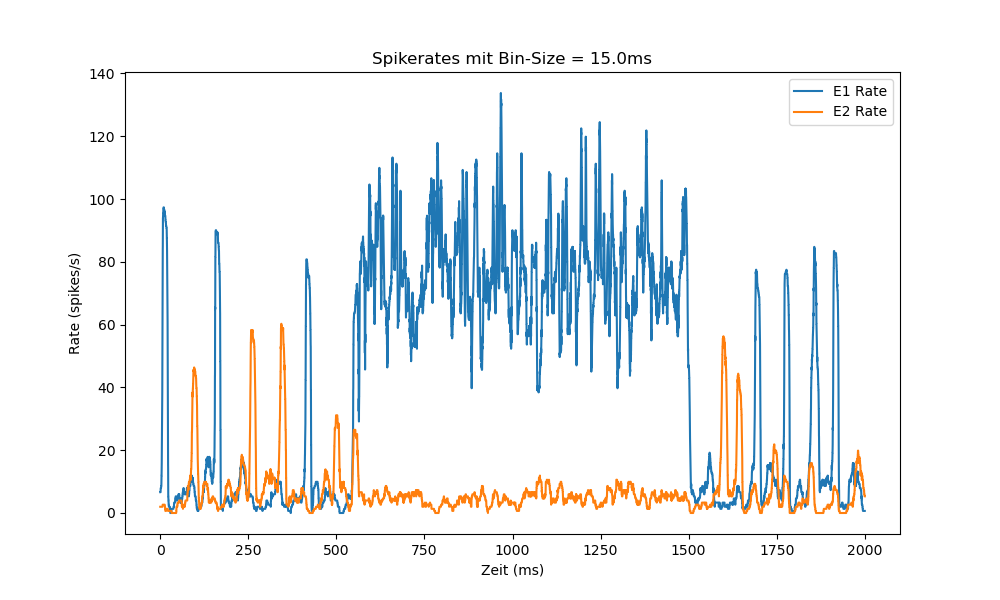 Spikerates mit Bin-Size = 15.0ms
E1 Rate
E2 Rate
140
120
100
80
60
40
20
0
Rate (spikes/s)
0 250 500 750 1000 1250 1500 1750 2000
Zeit (ms)